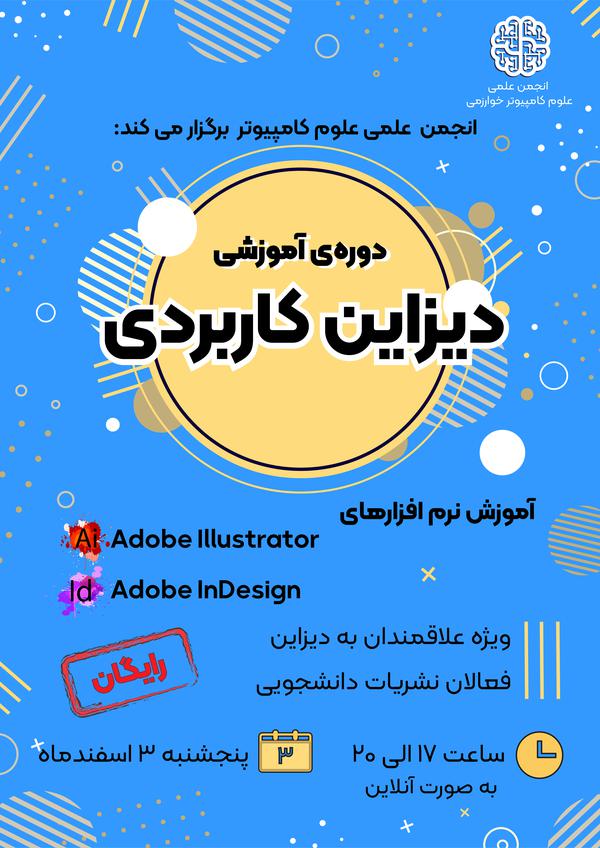 انجمن علمی
علوم کامپیوتر خوارزمی
انجمن علمی علوم کامپیوتر برگزار می کند:
دوره‌ی آموزشی
دیزاین کاربردی
آموزش نرم افزارهای
Ai Adobe Illustrator
Id Adobe InDesign
ویژه علاقمندان به دیزاین
فعالان نشریات دانشجویی
رایگان
ساعت ۱۷ الی ۲۰
به صورت آنلاین
۳
پنجشنبه ۳ اسفندماه